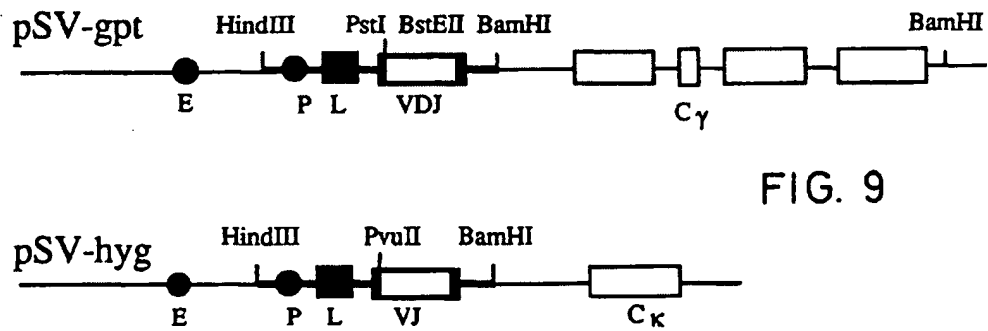 pSV-gpt
HindIII PstI BstEII BamHI BamHI
E P L VDJ Cγ
FIG. 9
pSV-hyg
HindIII PvuII BamHI
E P L VJ Cκ